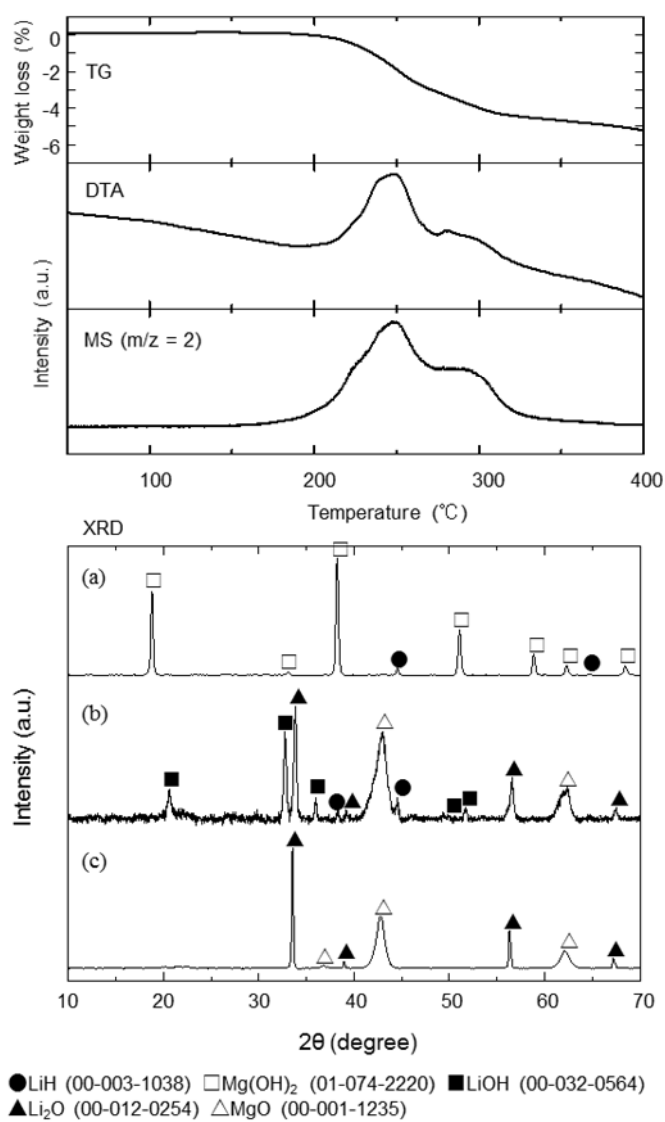 0
-2
-4
-6
Weight loss (%)
TG
DTA
MS (m/z = 2)
Intensity (a.u.)
100 200 300 400
Temperature (℃)
XRD
(a)
(b)
(c)
Intensity (a.u.)
10 20 30 40 50 60 70
2θ (degree)
●LiH (00-003-1038) □Mg(OH)₂ (01-074-2220) ■LiOH (00-032-0564)
▲Li₂O (00-012-0254) △MgO (00-001-1235)